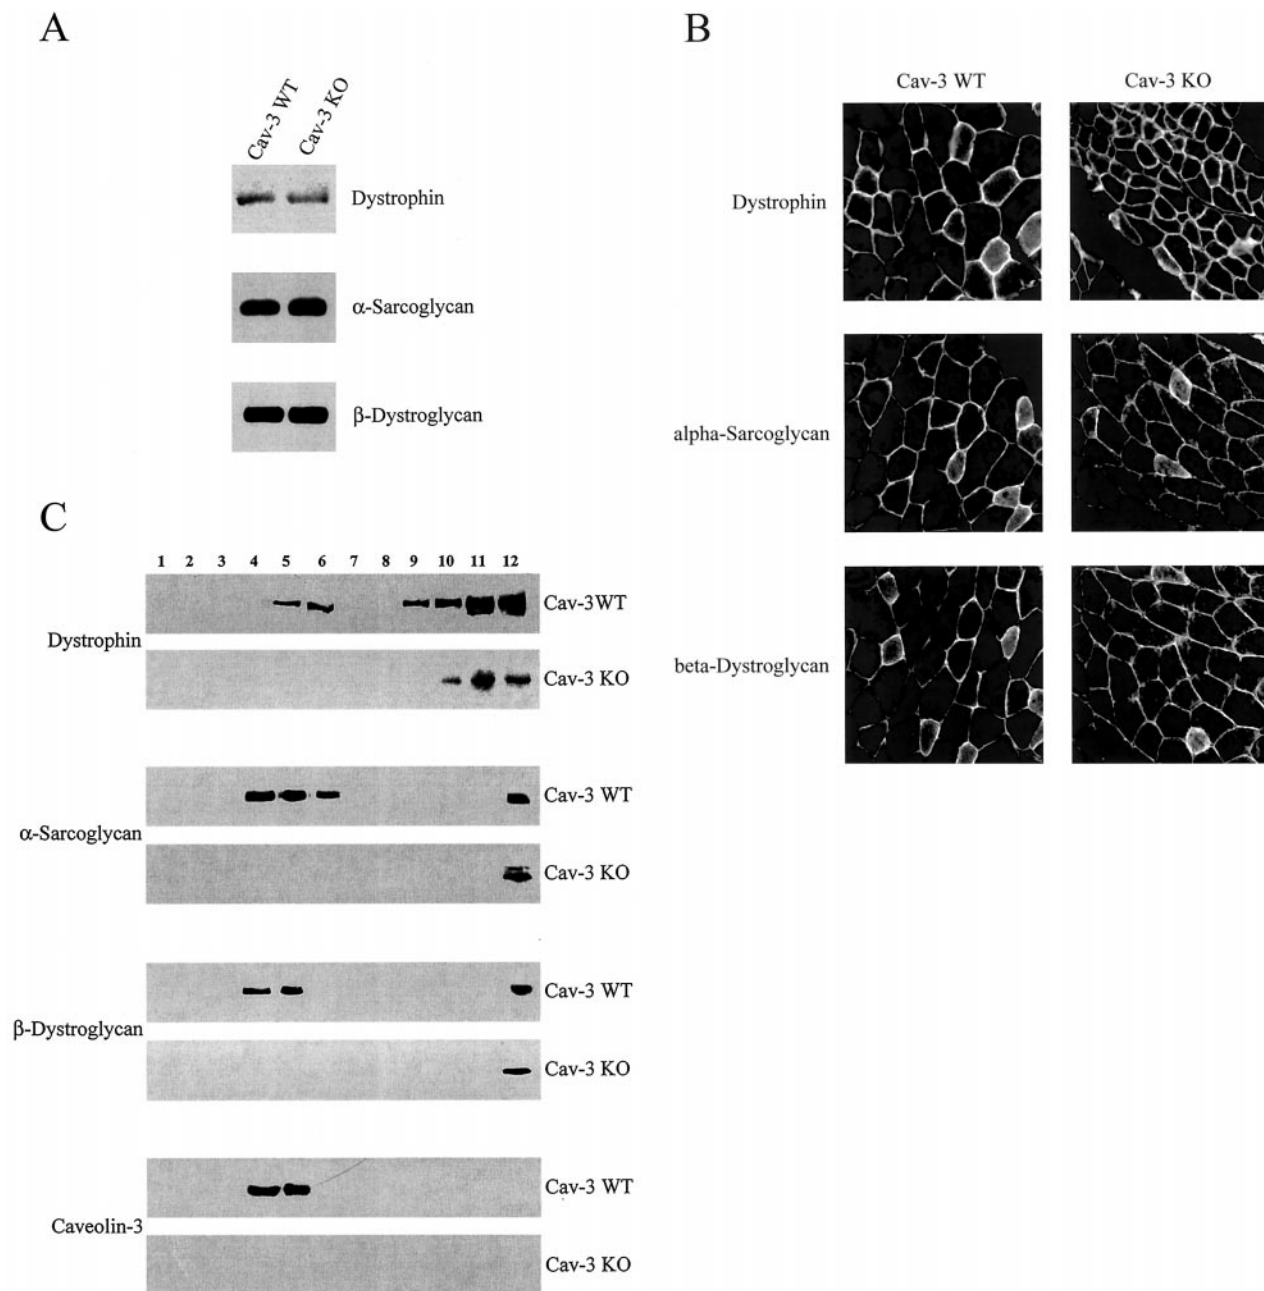 A
Cav-3 WT
Cav-3 KO
Dystrophin
α-Sarcoglycan
β-Dystroglycan
B
Cav-3 WT Cav-3 KO
Dystrophin
alpha-Sarcoglycan
beta-Dystroglycan
C
1 2 3 4 5 6 7 8 9 10 11 12
Dystrophin
Cav-3WT
Cav-3 KO
α-Sarcoglycan
Cav-3 WT
Cav-3 KO
β-Dystroglycan
Cav-3 WT
Cav-3 KO
Caveolin-3
Cav-3 WT
Cav-3 KO